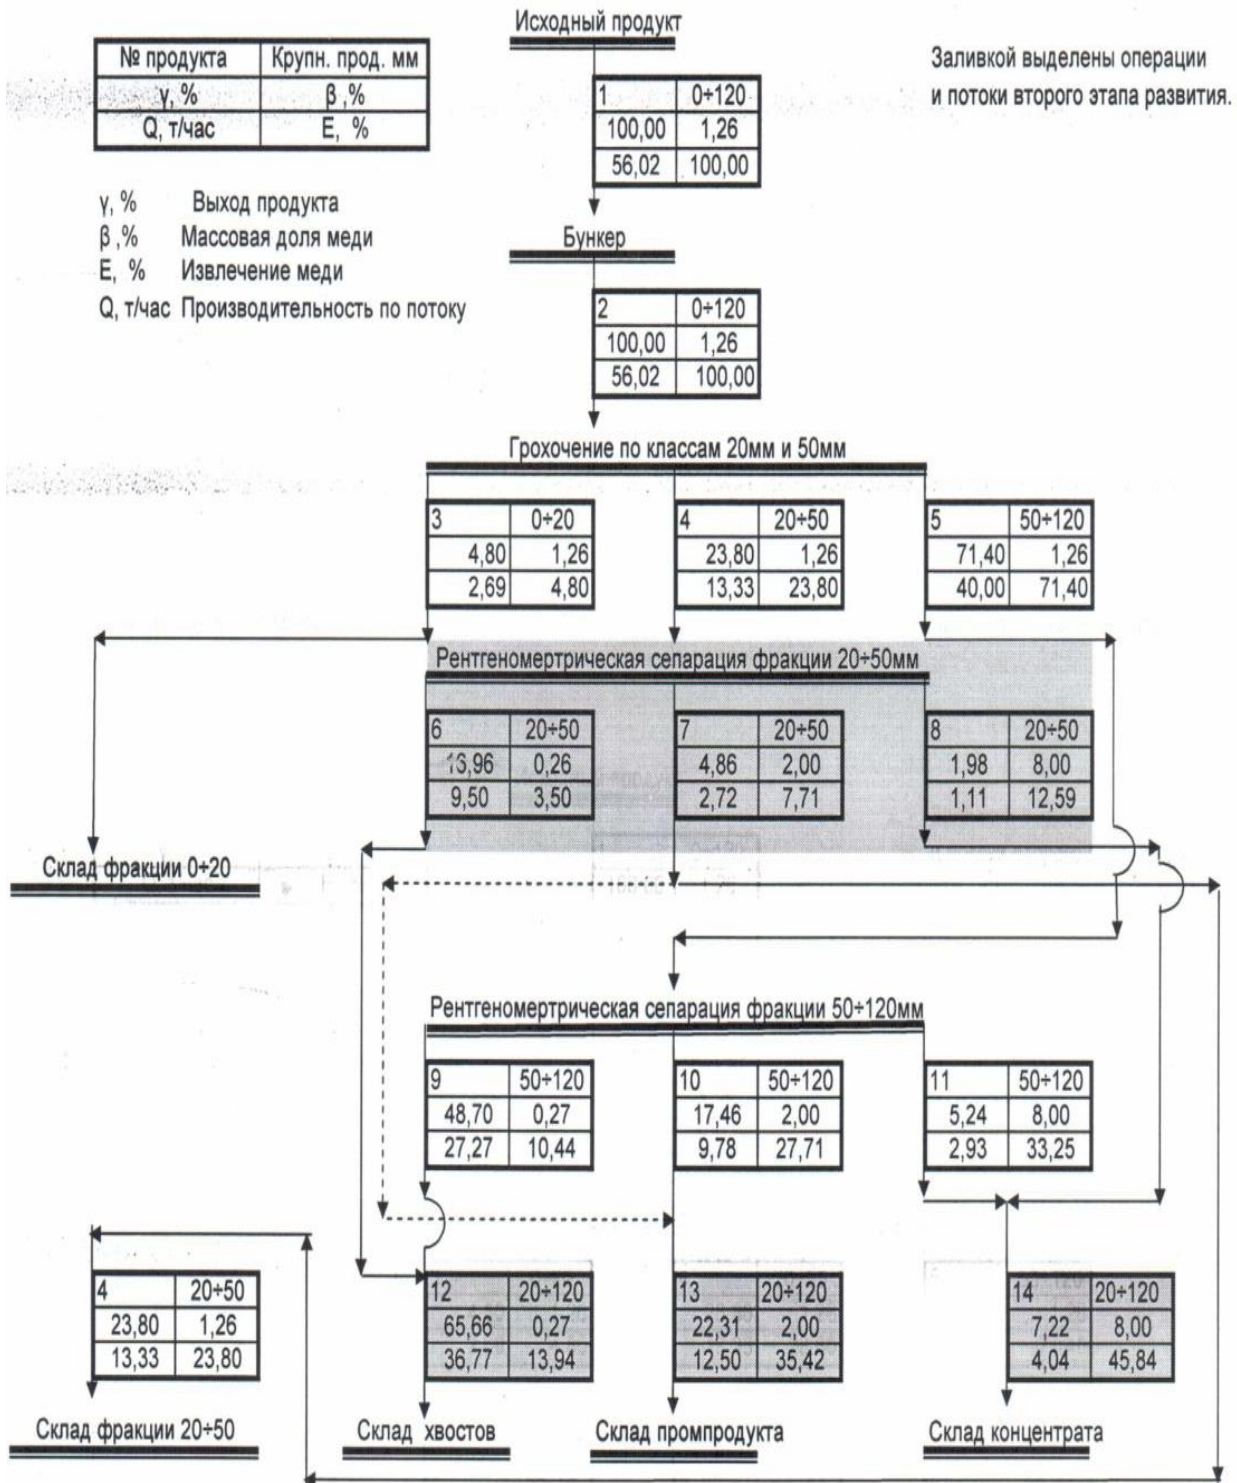 Исходный продукт
№ продукта Крупн. прод. мм
γ, % β ,%
Q, т/час E, %
Заливкой выделены операции
и потоки второго этапа развития.
1 0÷120
100,00 1,26
56,02 100,00
γ, % Выход продукта
β ,% Массовая доля меди
E, % Извлечение меди
Q, т/час Производительность по потоку
Бункер
2 0÷120
100,00 1,26
56,02 100,00
Грохочение по классам 20мм и 50мм
3 0÷20 4 20÷50 5 50÷120
4,80 1,26 23,80 1,26 71,40 1,26
2,69 4,80 13,33 23,80 40,00 71,40
Рентгеномертрическая сепарация фракции 20÷50мм
6 20÷50 7 20÷50 8 20÷50
0,26 4,86 2,00 1,98 8,00
9,50 3,50 2,72 7,71 1,11 12,59
Склад фракции 0÷20
Рентгеномертрическая сепарация фракции 50÷120мм
9 50÷120 10 50÷120 11 50÷120
48,70 0,27 17,46 2,00 5,24 8,00
27,27 10,44 9,78 27,71 2,93 33,25
4 20÷50 12 20÷120 13 20÷120 14 20÷120
23,80 1,26 65,66 0,27 22,31 2,00 7,22 8,00
13,33 23,80 36,77 13,94 12,50 35,42 4,04 45,84
Склад фракции 20÷50 Склад хвостов Склад промпродукта Склад концентрата